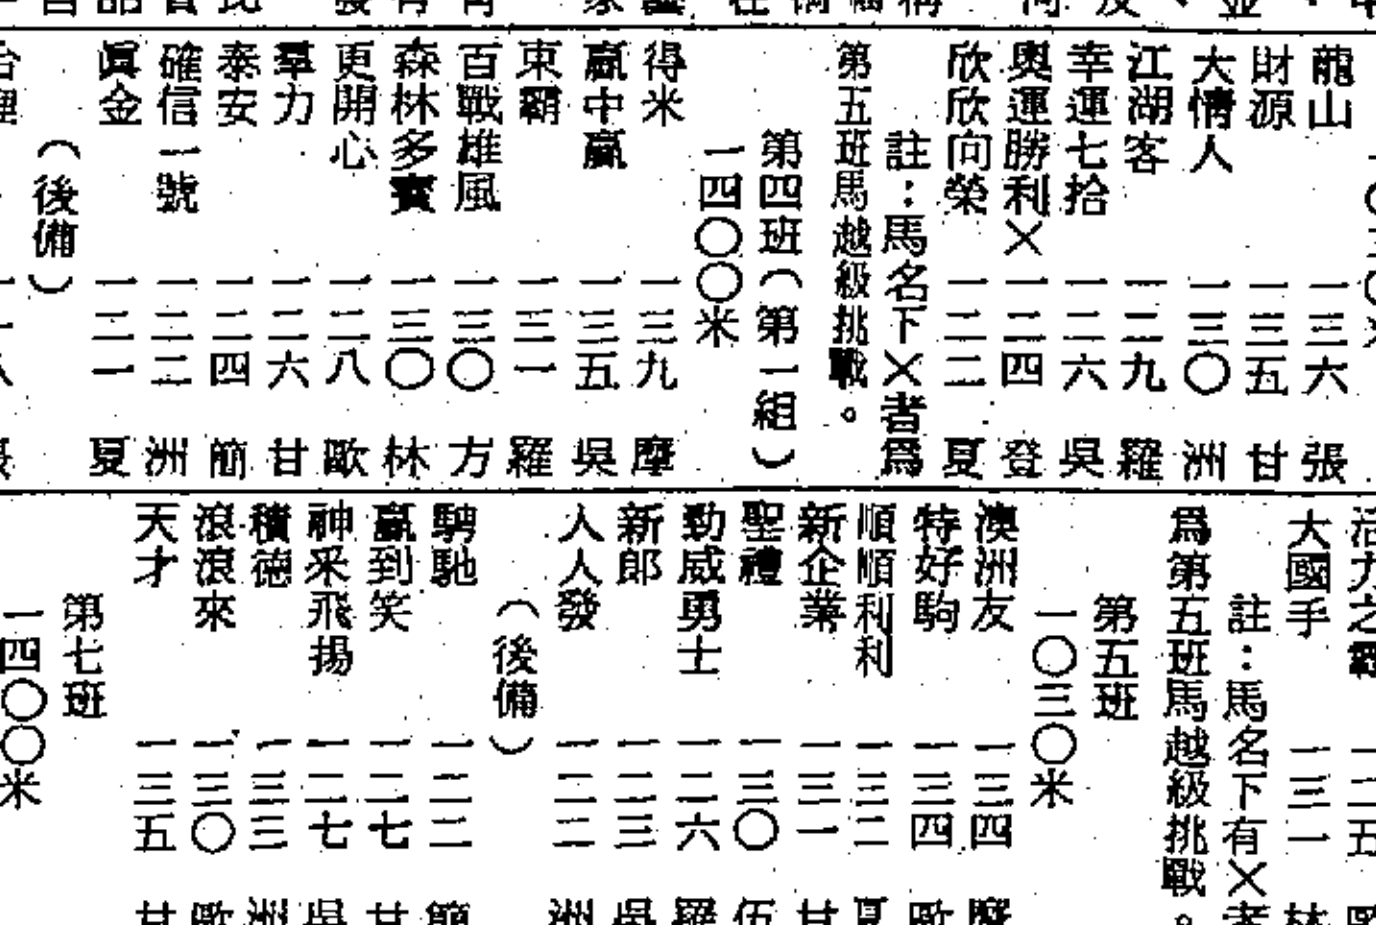 龍山 一三六 張
財源 一三五 甘
大情人 一三〇 洲
江湖客 一二九 羅
幸運七拾 一二六 吳
奧運勝利× 一二四 登
欣欣向榮 一二二 夏
註：馬名下×者爲
第五班馬越級挑戰。
第四班（第一組）
一四〇〇米
得米 一三九 摩
贏中贏 一三五 吳
東霸 一三一 羅
百戰雄風 一三〇 方
森林多寶 一三〇 林
更開心 一二八 歐
羣力 一二六 甘
泰安 一二四 簡
確信一號 一二二 洲
眞金 一二一 夏
（後備）
活力之霸 一二五
大國手 一三一 林
註：馬名下有×者
爲第五班馬越級挑戰。
第五班
一〇三〇米
澳洲友 一三四 摩
特好駒 一三四 歐
順順利利 一三二 夏
新企業 一三一 甘
聖禮 一三〇 伍
勁威勇士 一二六 羅
新郎 一二三 吳
人人發 一二二 洲
（後備）
騁馳 一二二 簡
贏到笑 一二七 甘
神釆飛揚 一二七 吳
積德 一三三 洲
浪浪來 一三〇 歐
天才 一三五 甘
第七班
一四〇〇米